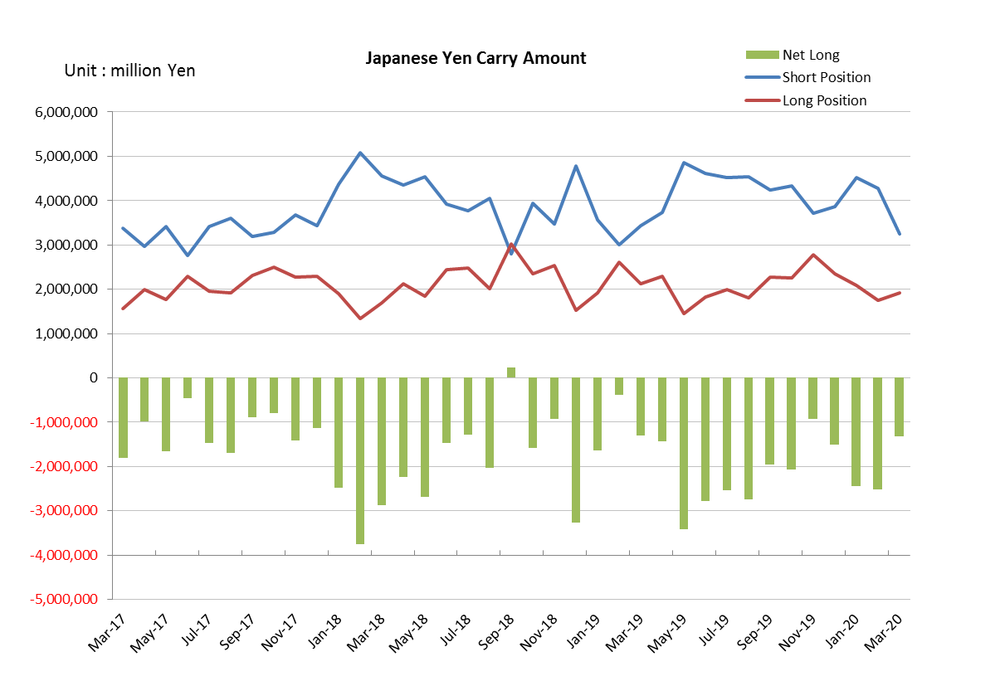 Japanese Yen Carry Amount
Unit : million Yen
Net Long
Short Position
Long Position
6,000,000
5,000,000
4,000,000
3,000,000
2,000,000
1,000,000
0
-1,000,000
-2,000,000
-3,000,000
-4,000,000
-5,000,000
Mar-17
May-17
Jul-17
Sep-17
Nov-17
Jan-18
Mar-18
May-18
Jul-18
Sep-18
Nov-18
Jan-19
Mar-19
May-19
Jul-19
Sep-19
Nov-19
Jan-20
Mar-20